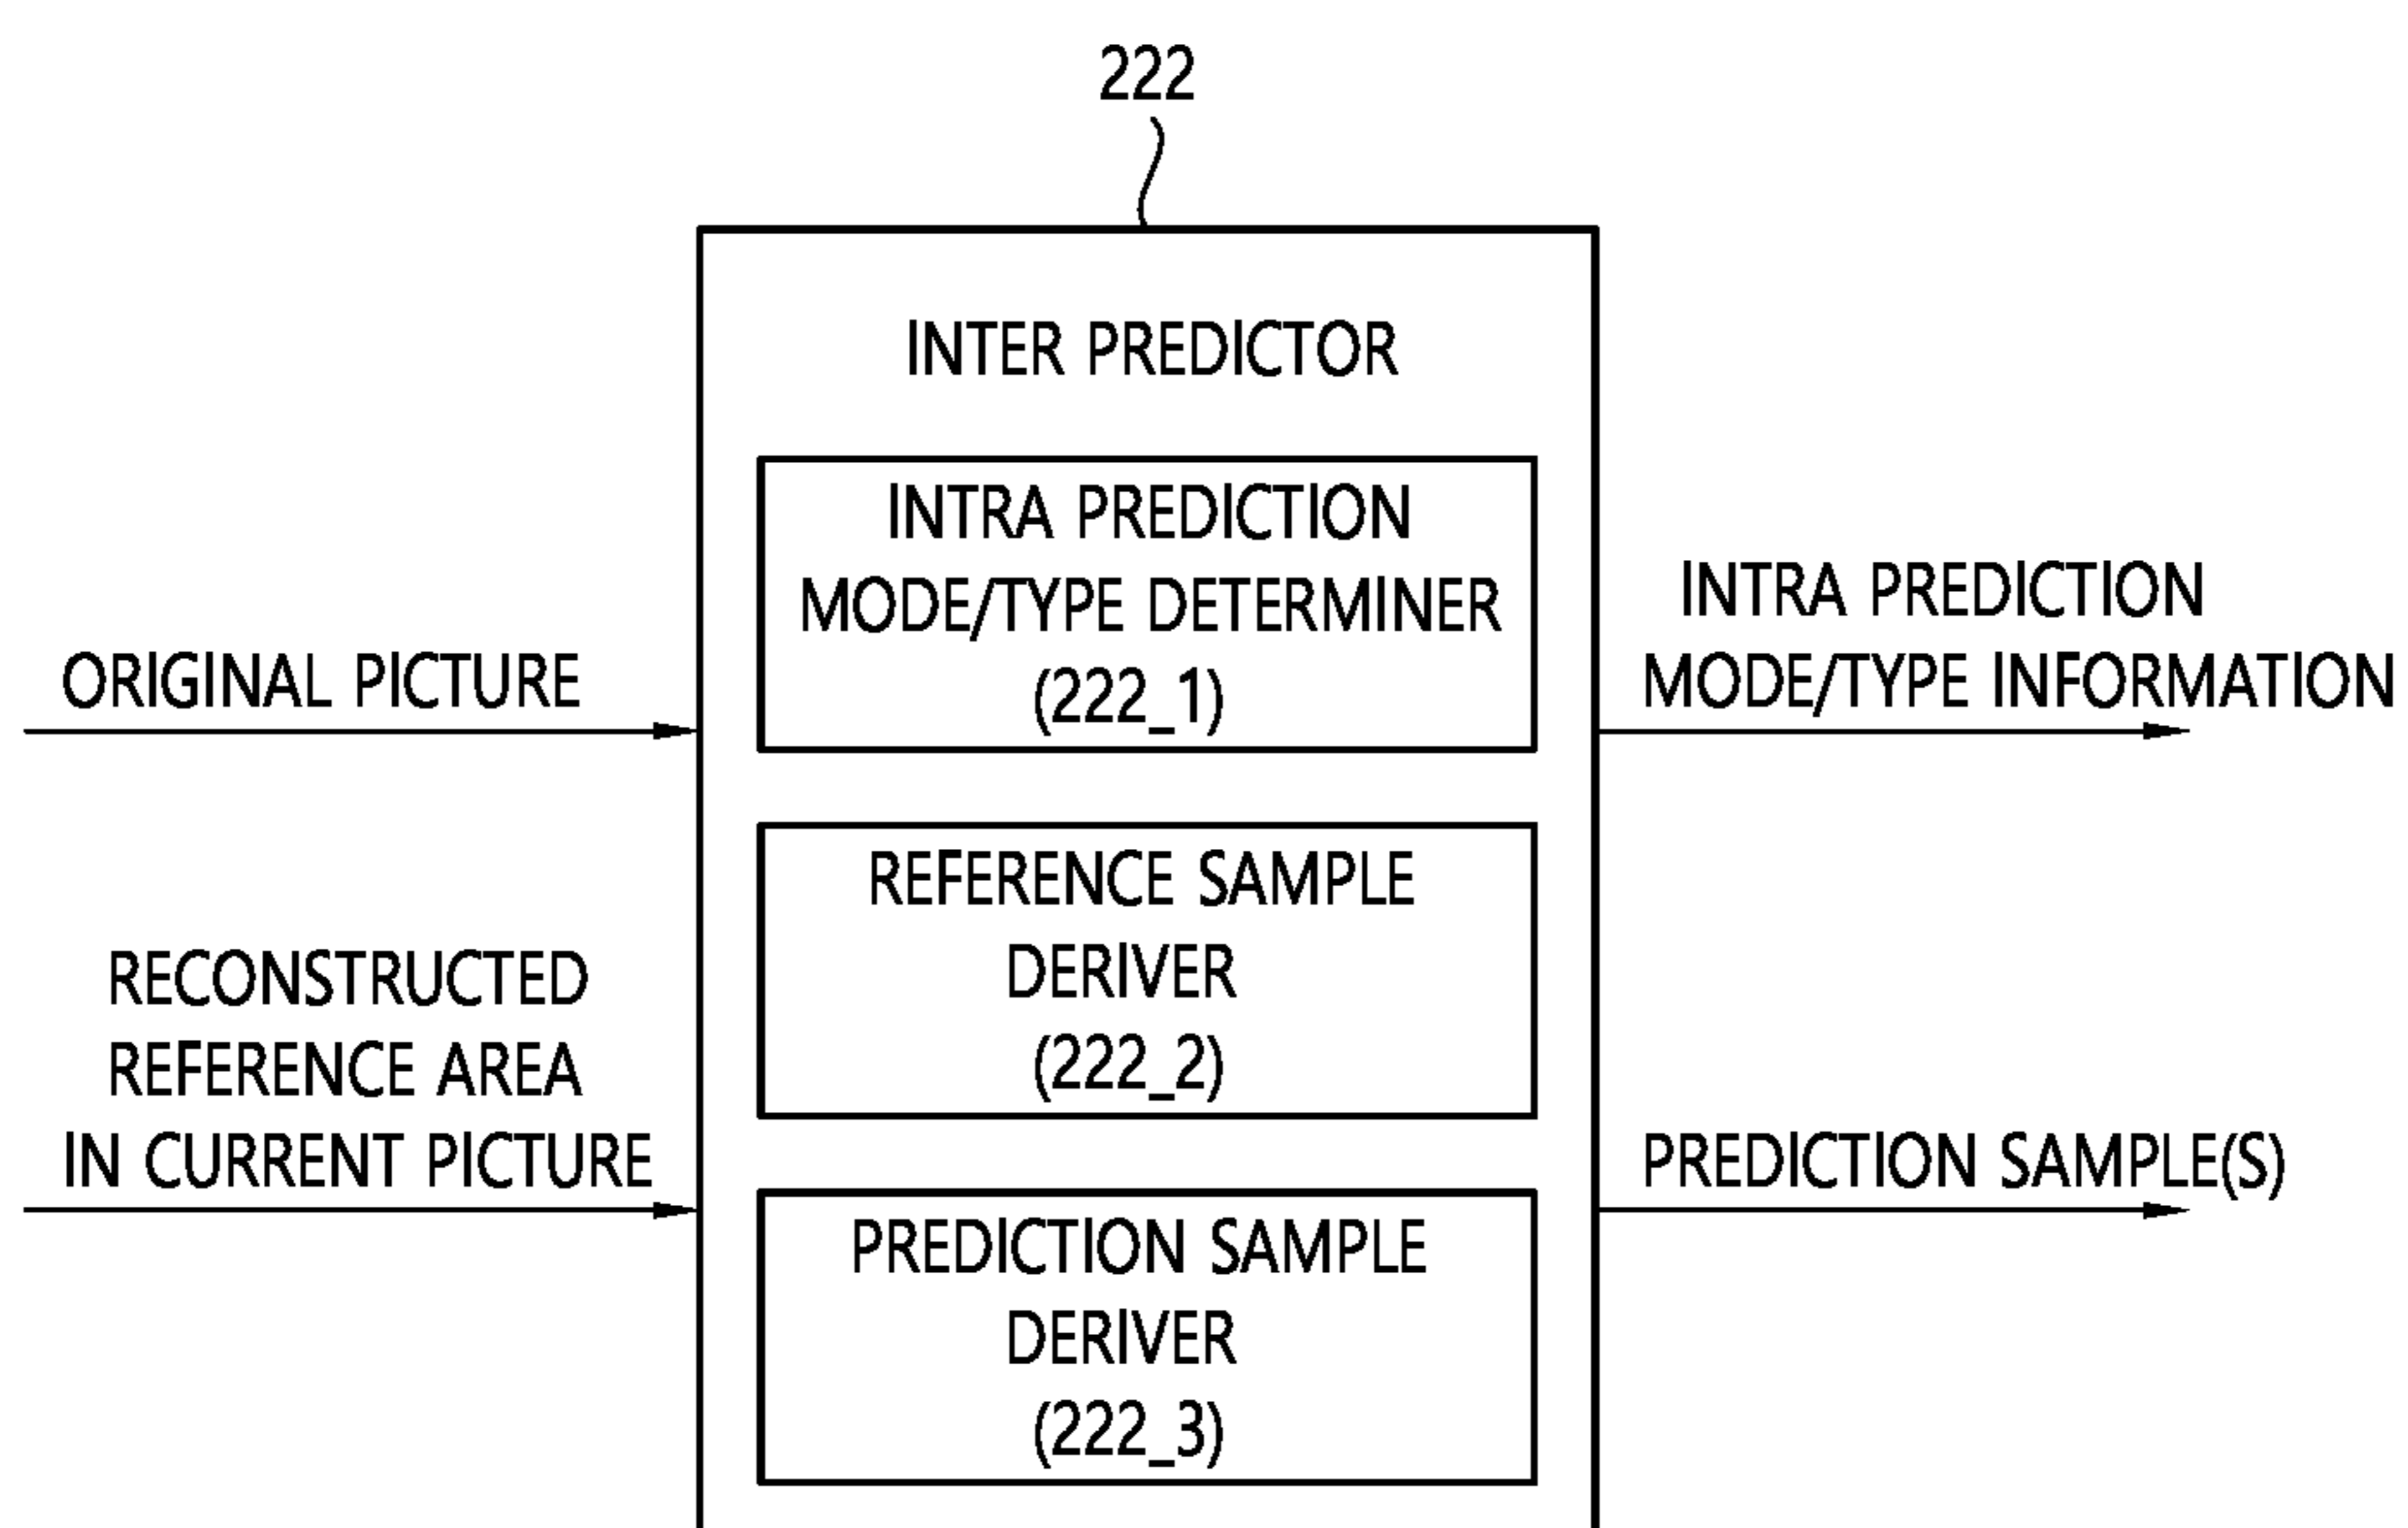 222
INTER PREDICTOR
INTRA PREDICTION
MODE/TYPE DETERMINER
(222_1)
REFERENCE SAMPLE
DERIVER
(222_2)
PREDICTION SAMPLE
DERIVER
(222_3)
ORIGINAL PICTURE
RECONSTRUCTED
REFERENCE AREA
IN CURRENT PICTURE
INTRA PREDICTION
MODE/TYPE INFORMATION
PREDICTION SAMPLE(S)